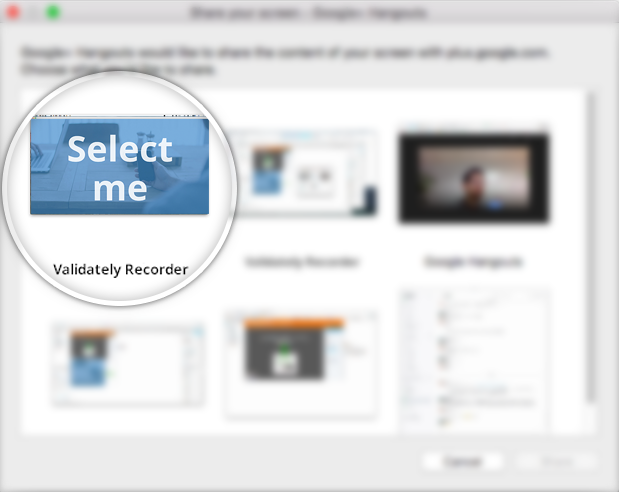 Share your screen - Google+ Hangouts
Google+ Hangouts would like to share the content of your screen with plus.google.com.
Choose what
like to share.
Select
me
Validately Recorder
Validately Recorder
Google Hangouts
Cancel
Share